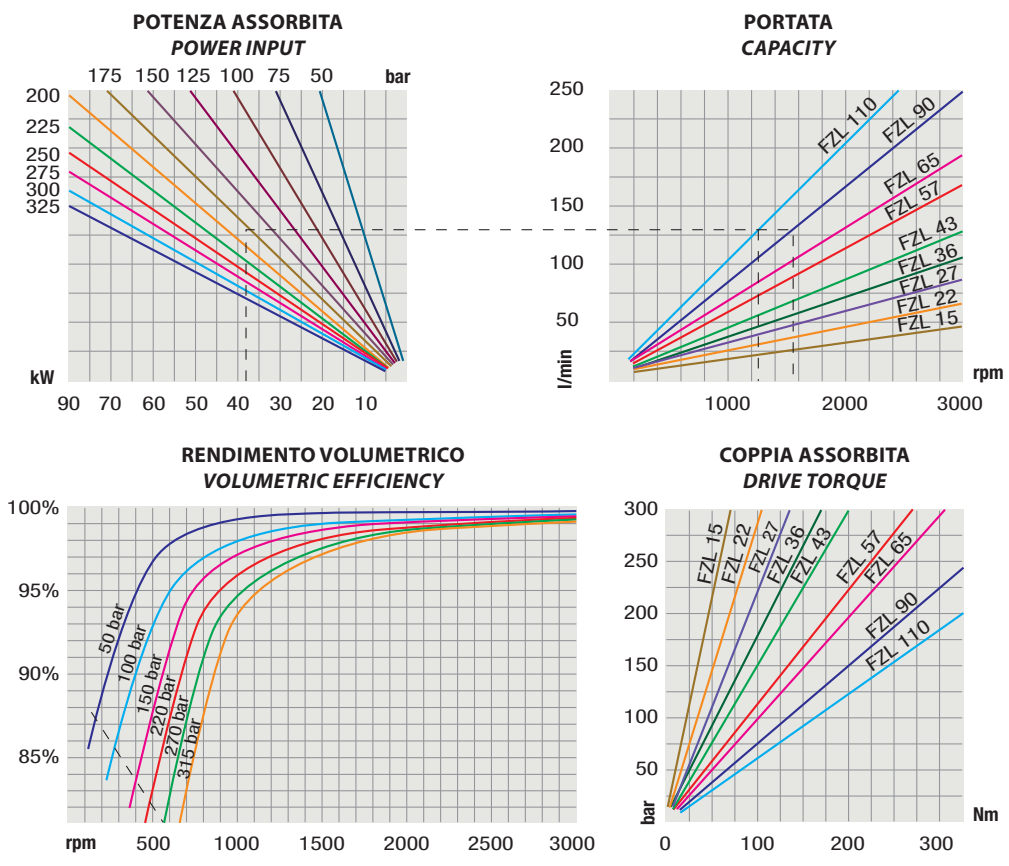 POTENZA ASSORBITA
POWER INPUT
175 150 125 100 75 50 bar
200
225
250
275
300
325
kW
90 70 60 50 40 30 20 10
PORTATA
CAPACITY
250
200
150
100
50
l/min
FZL 110
FZL 90
FZL 65
FZL 57
FZL 43
FZL 36
FZL 27
FZL 22
FZL 15
rpm
1000 2000 3000
RENDIMENTO VOLUMETRICO
VOLUMETRIC EFFICIENCY
100%
95%
90%
85%
50 bar
100 bar
150 bar
220 bar
270 bar
315 bar
rpm 500 1000 1500 2000 2500 3000
COPPIA ASSORBITA
DRIVE TORQUE
300
250
200
150
100
50
bar
FZL 15
FZL 22
FZL 27
FZL 36
FZL 43
FZL 57
FZL 65
FZL 90
FZL 110
Nm
0 100 200 300